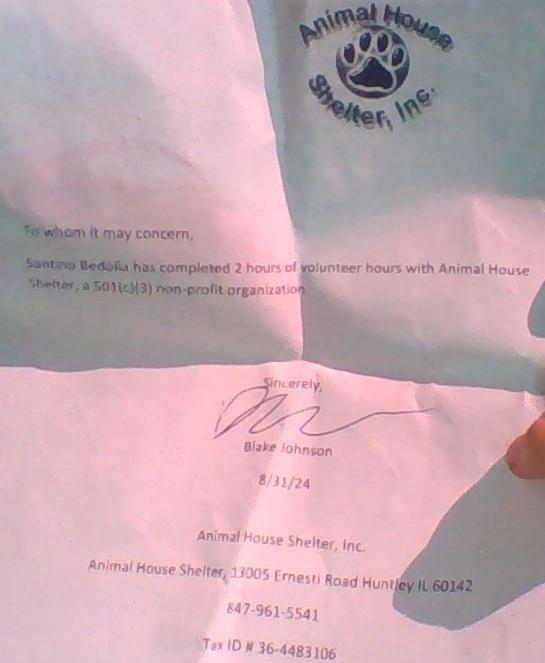 Animal House
Shelter, Inc.
To whom it may concern,
Santino Bedolla has completed 2 hours of volunteer hours with Animal House
Shelter, a 501(c)(3) non-profit organization
Sincerely,
Blake Johnson
8/31/24
Animal House Shelter, Inc.
Animal House Shelter, 13005 Ernesti Road Huntley IL 60142
847-961-5541
Tax ID # 36-4483106